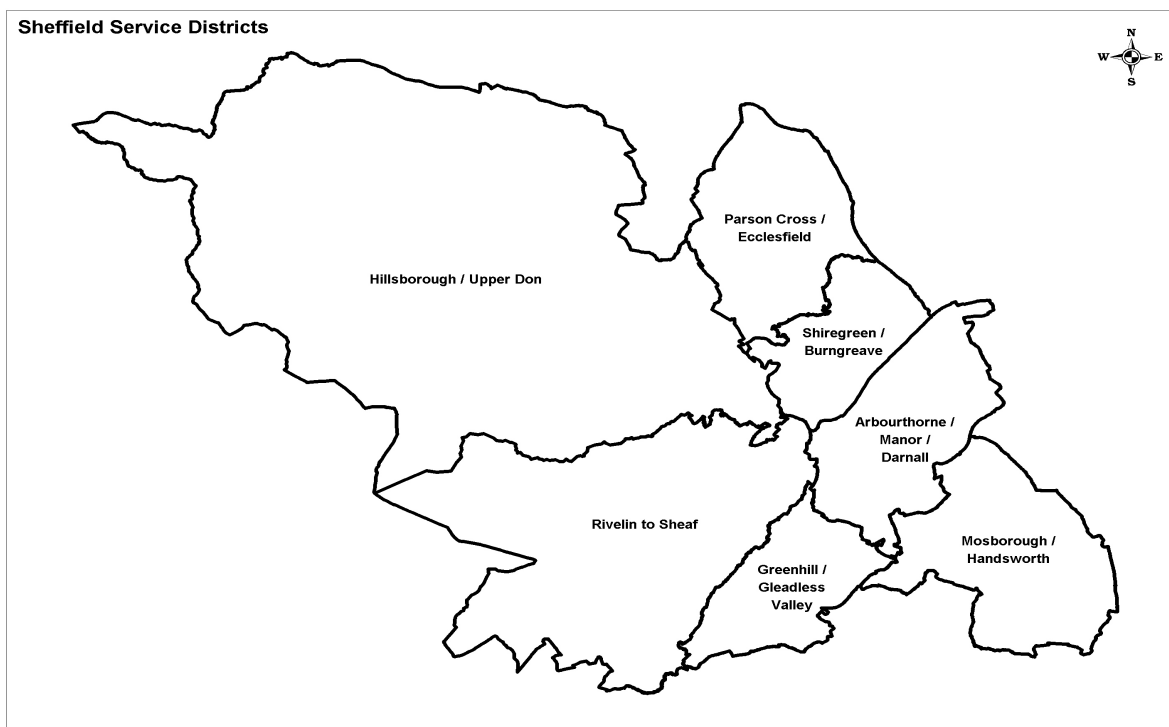 Sheffield Service Districts
N
W E
S
Parson Cross /
Ecclesfield
Hillsborough / Upper Don
Shiregreen /
Burngreave
Arbourthorne /
Manor /
Darnall
Rivelin to Sheaf
Mosborough /
Handsworth
Greenhill /
Gleadless
Valley